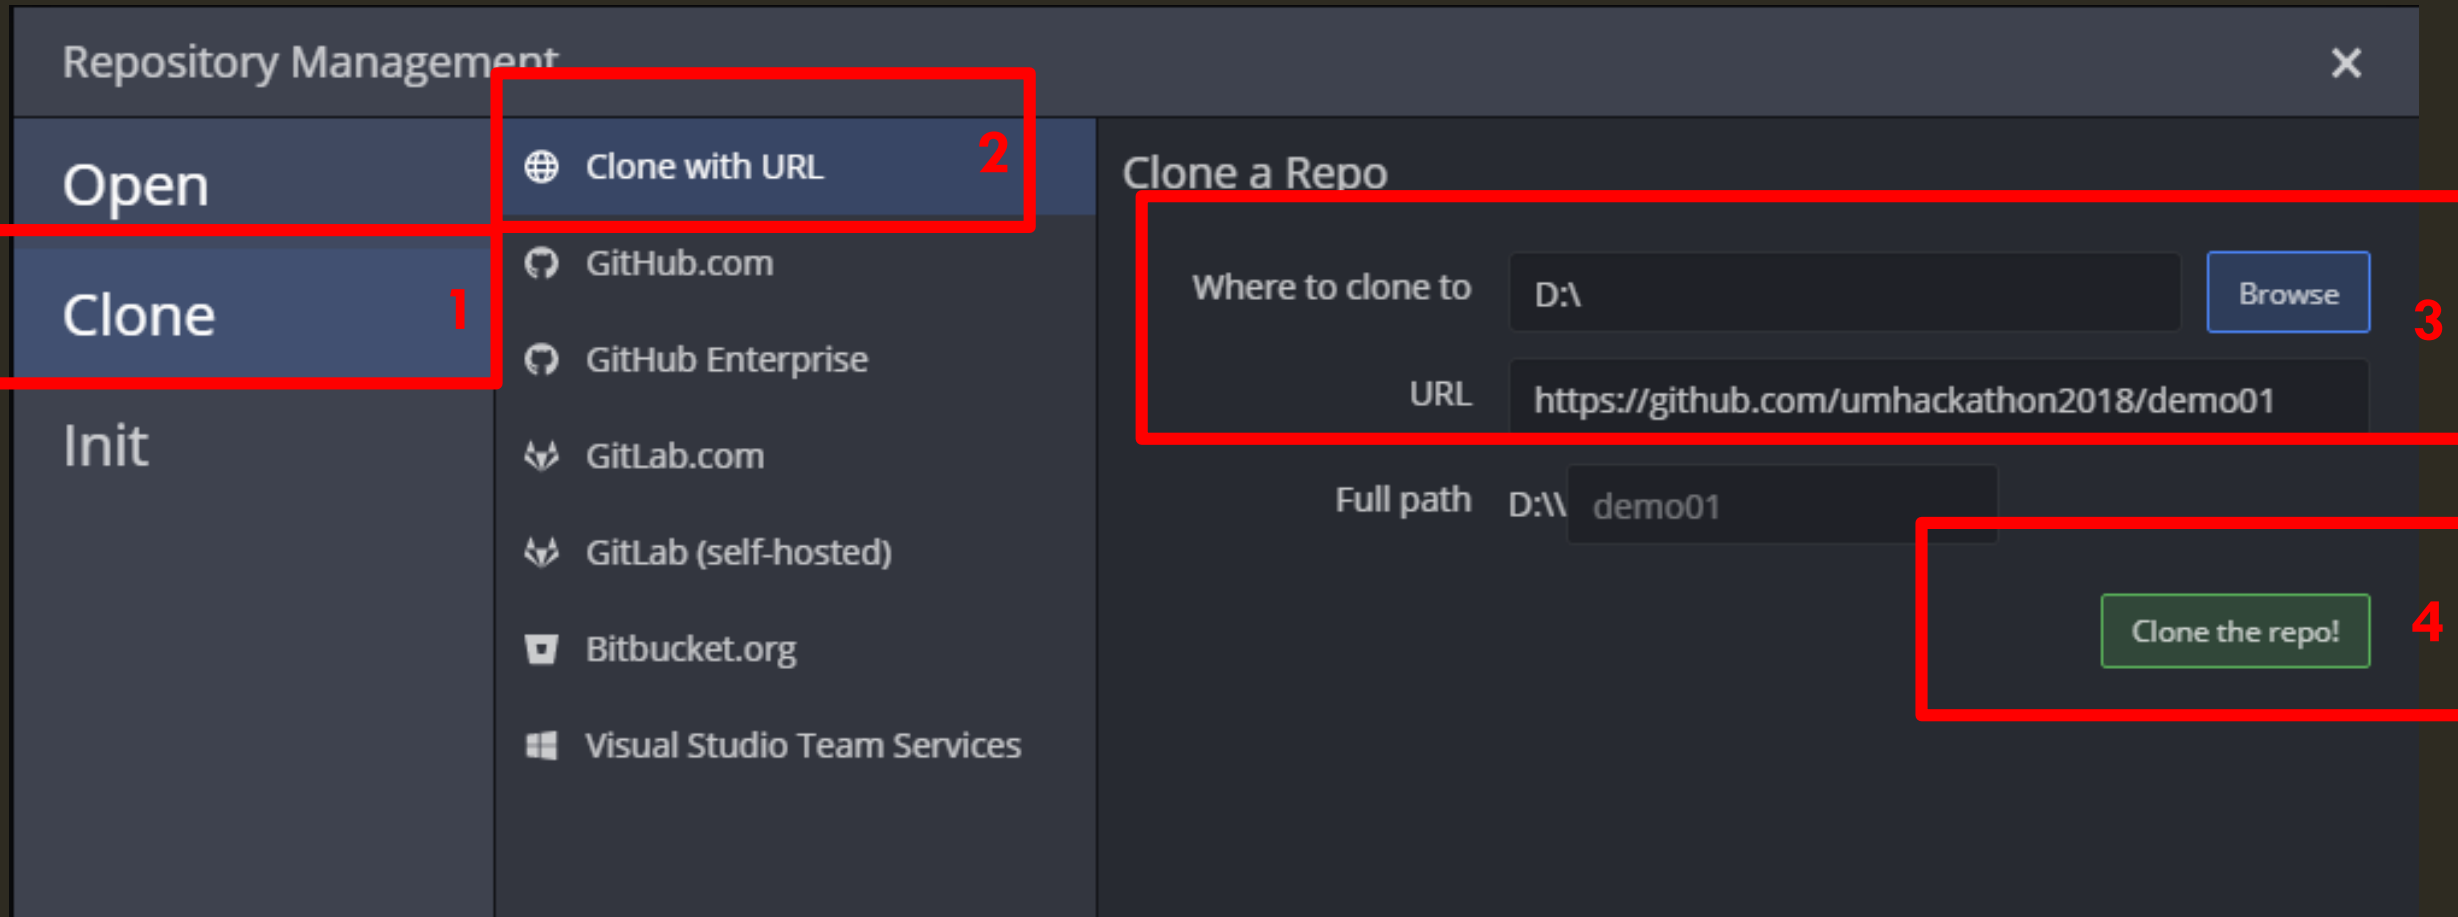 Repository Management
×
Open
Clone
1
Init
Clone with URL
2
GitHub.com
GitHub Enterprise
GitLab.com
GitLab (self-hosted)
Bitbucket.org
Visual Studio Team Services
Clone a Repo
Where to clone to D:\ Browse
3
URL https://github.com/umhackathon2018/demo01
Full path D:\\ demo01
Clone the repo!
4